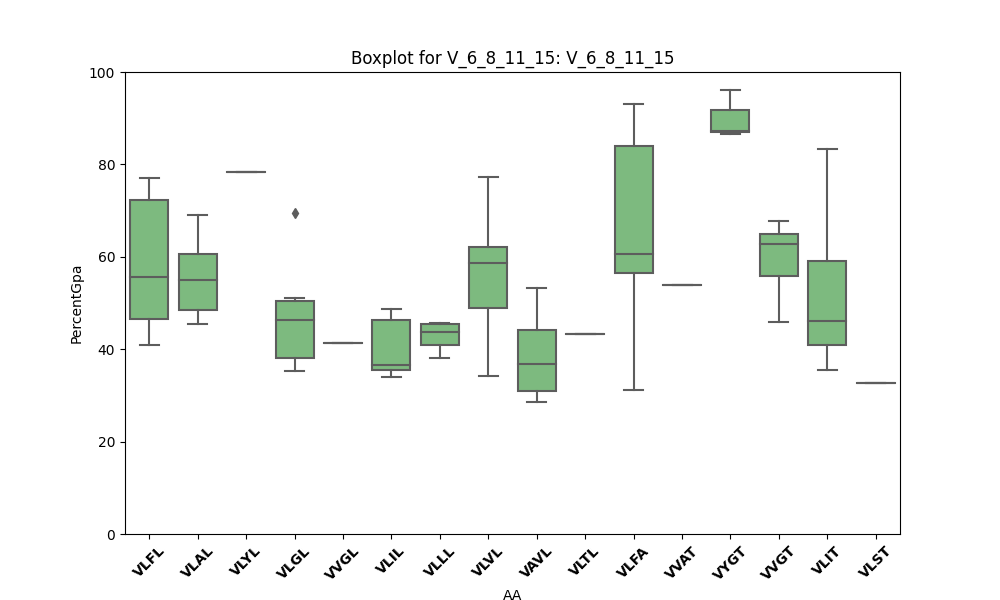 Boxplot for V_6_8_11_15: V_6_8_11_15
PercentGpa
100
80
60
40
20
0
VLFL VLAL VLYL VLGL VVGL VLIL VLLL VLVL VAVL VLTL VLFA VVAT VYGT VVGT VLIT VLST
AA